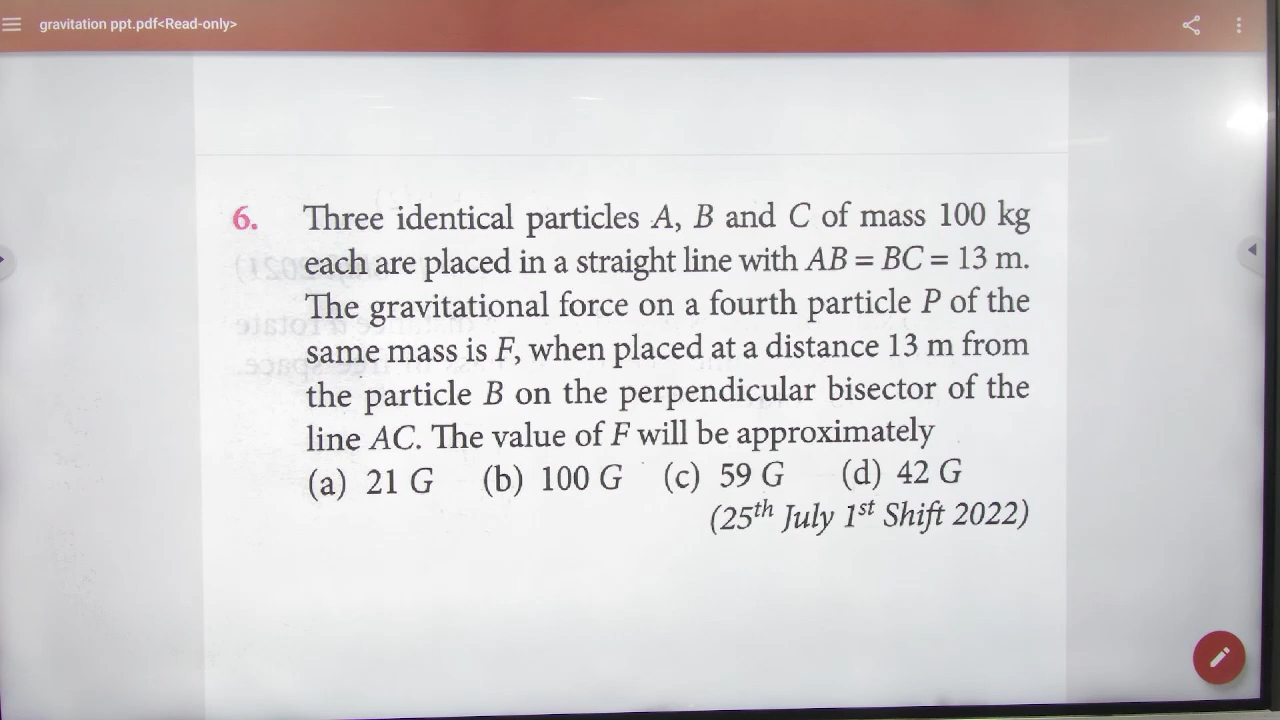 gravitation ppt.pdf<Read-only>
6. Three identical particles A, B and C of mass 100 kg
each are placed in a straight line with AB = BC = 13 m.
The gravitational force on a fourth particle P of the
same mass is F, when placed at a distance 13 m from
the particle B on the perpendicular bisector of the
line AC. The value of F will be approximately
(a) 21 G (b) 100 G (c) 59 G (d) 42 G
(25th July 1st Shift 2022)